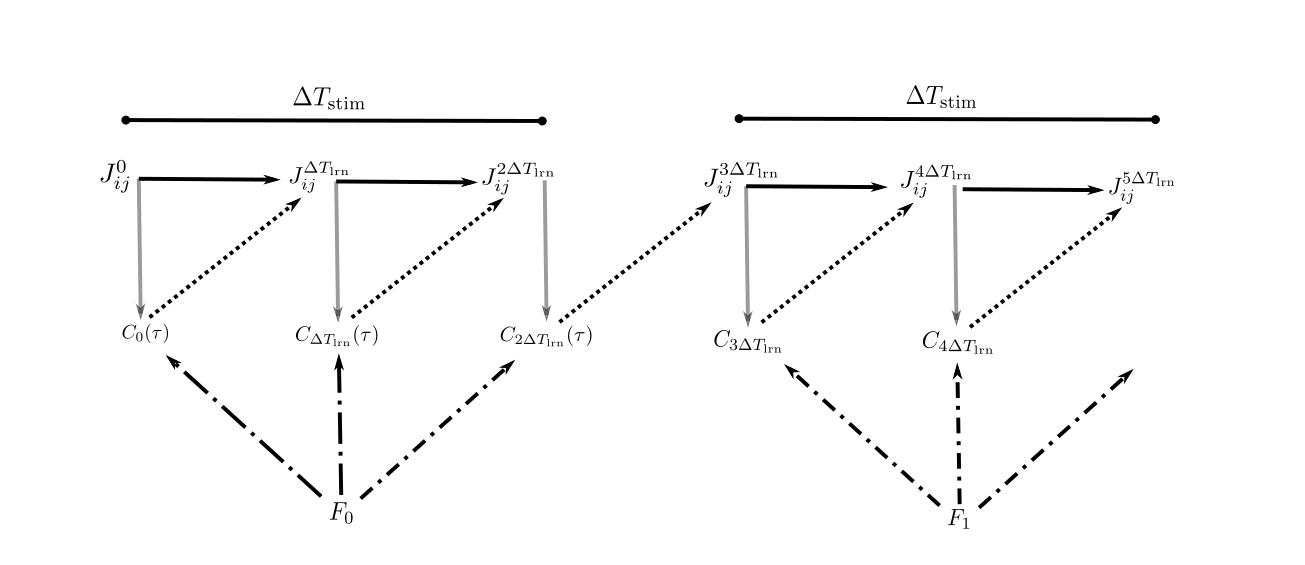 $\Delta T_{\text{stim}}$ $\Delta T_{\text{stim}}$
$J_{ij}^{0}$ $J_{ij}^{\Delta T_{\text{lrn}}}$ $J_{ij}^{2\Delta T_{\text{lrn}}}$ $J_{ij}^{3\Delta T_{\text{lrn}}}$ $J_{ij}^{4\Delta T_{\text{lrn}}}$ $J_{ij}^{5\Delta T_{\text{lrn}}}$
$C_0(\tau)$ $C_{\Delta T_{\text{lrn}}}(\tau)$ $C_{2\Delta T_{\text{lrn}}}(\tau)$ $C_{3\Delta T_{\text{lrn}}}$ $C_{4\Delta T_{\text{lrn}}}$
$F_0$ $F_1$